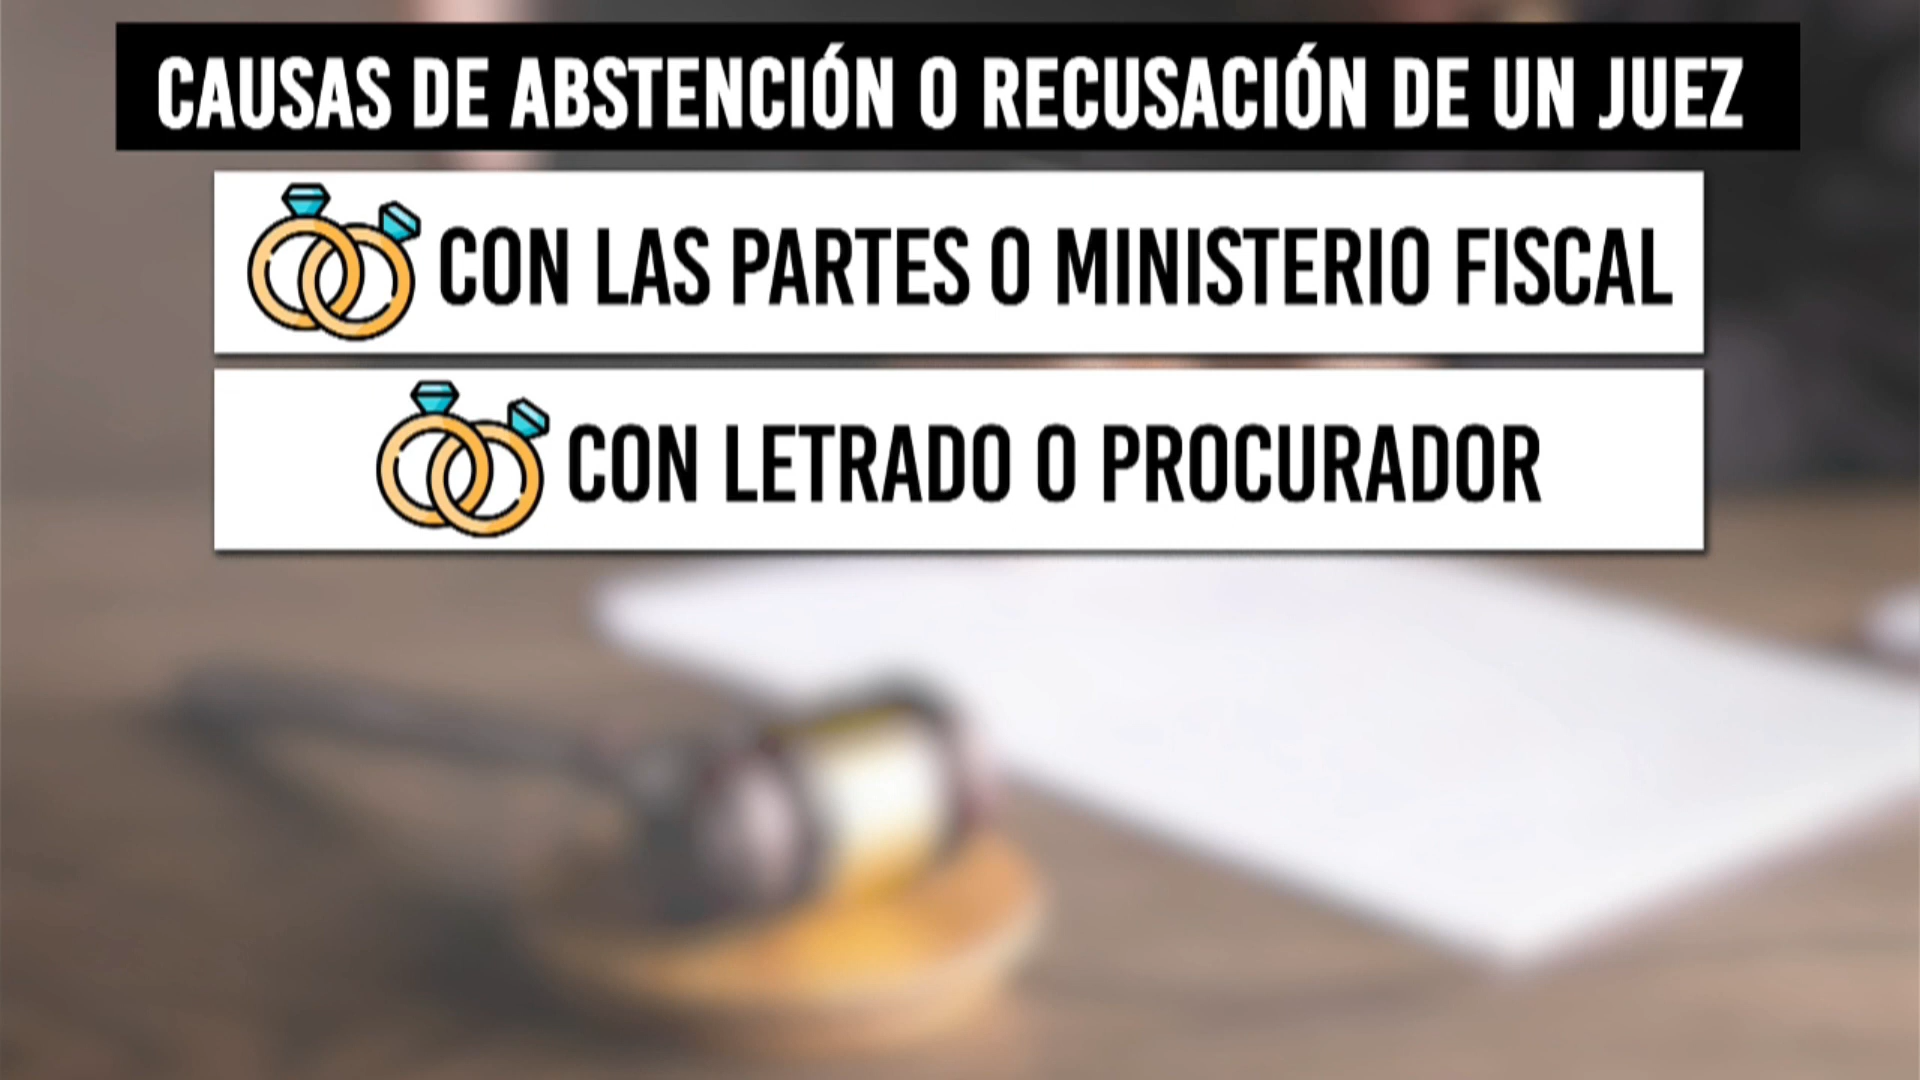 CAUSAS DE ABSTENCIÓN O RECUSACIÓN DE UN JUEZ
CON LAS PARTES O MINISTERIO FISCAL
CON LETRADO O PROCURADOR